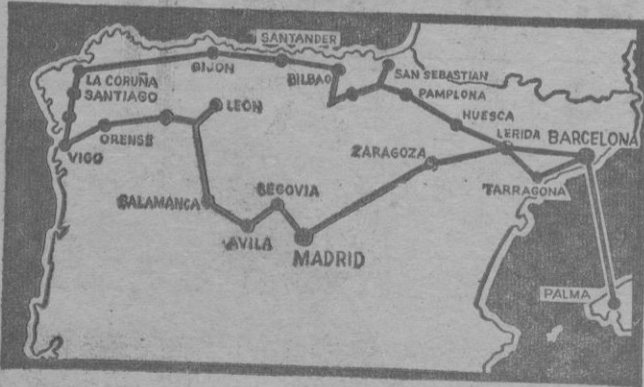 SANTANDER
GIJON
BILBAO
SAN SEBASTIAN
LA CORUÑA
SANTIAGO
PAMPLONA
LEÓN
HUESCA
ORENSE
LERIDA
BARCELONA
VIGO
ZARAGOZA
TARRAGONA
SALAMANCA
SEGOVIA
AVILA
MADRID
PALMA